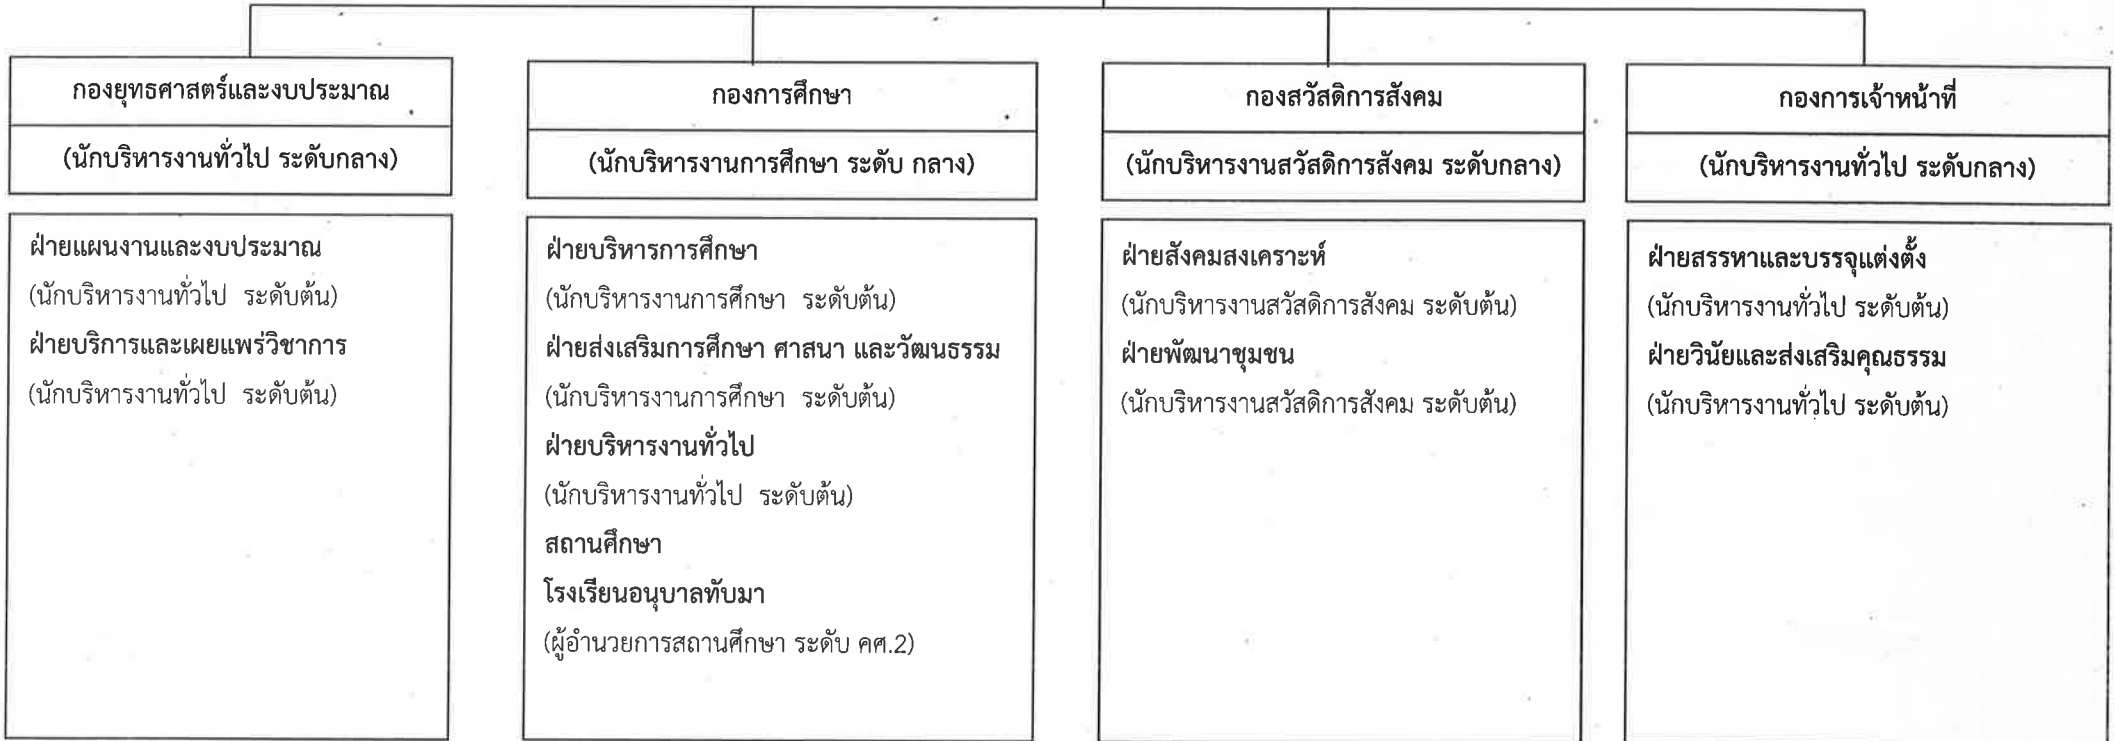 กองยุทธศาสตร์และงบประมาณ
(นักบริหารงานทั่วไป ระดับกลาง)
ฝ่ายแผนงานและงบประมาณ
(นักบริหารงานทั่วไป ระดับต้น)
ฝ่ายบริการและเผยแพร่วิชาการ
(นักบริหารงานทั่วไป ระดับต้น)
กองการศึกษา
(นักบริหารงานการศึกษา ระดับ กลาง)
ฝ่ายบริหารการศึกษา
(นักบริหารงานการศึกษา ระดับต้น)
ฝ่ายส่งเสริมการศึกษา ศาสนา และวัฒนธรรม
(นักบริหารงานการศึกษา ระดับต้น)
ฝ่ายบริหารงานทั่วไป
(นักบริหารงานทั่วไป ระดับต้น)
สถานศึกษา
โรงเรียนอนุบาลทับมา
(ผู้อำนวยการสถานศึกษา ระดับ คศ.2)
กองสวัสดิการสังคม
(นักบริหารงานสวัสดิการสังคม ระดับกลาง)
ฝ่ายสังคมสงเคราะห์
(นักบริหารงานสวัสดิการสังคม ระดับต้น)
ฝ่ายพัฒนาชุมชน
(นักบริหารงานสวัสดิการสังคม ระดับต้น)
กองการเจ้าหน้าที่
(นักบริหารงานทั่วไป ระดับกลาง)
ฝ่ายสรรหาและบรรจุแต่งตั้ง
(นักบริหารงานทั่วไป ระดับต้น)
ฝ่ายวินัยและส่งเสริมคุณธรรม
(นักบริหารงานทั่วไป ระดับต้น)